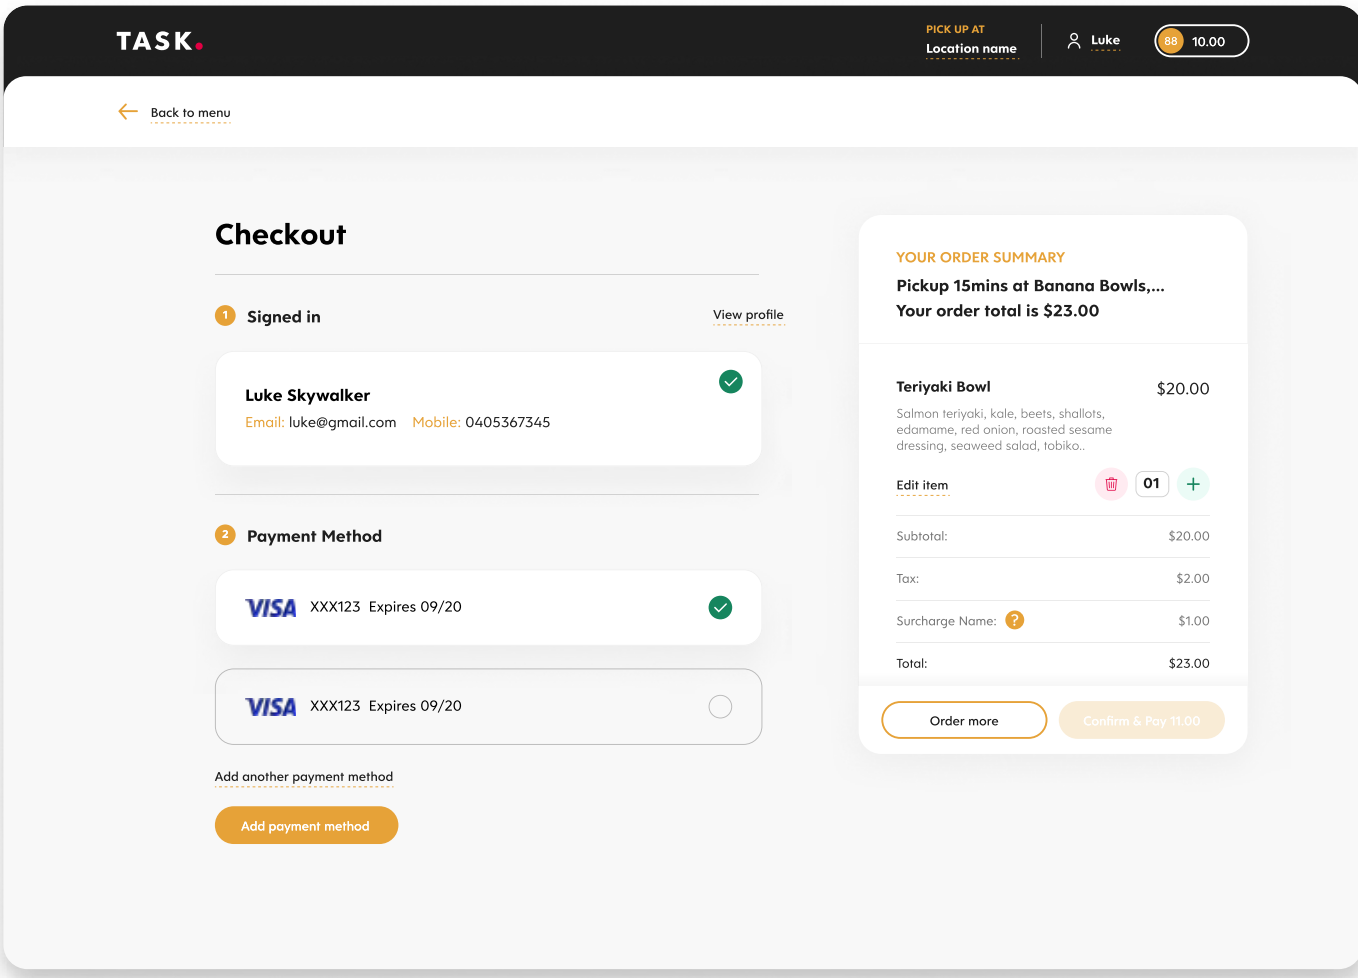 TASK.
PICK UP AT
Location name
Luke
88
10.00
Back to menu
Checkout
1 Signed in
View profile
Luke Skywalker
Email: luke@gmail.com Mobile: 0405367345
2 Payment Method
VISA XXX123 Expires 09/20
VISA XXX123 Expires 09/20
Add another payment method
Add payment method
YOUR ORDER SUMMARY
Pickup 15mins at Banana Bowls,...
Your order total is $23.00
Teriyaki Bowl $20.00
Salmon teriyaki, kale, beets, shallots,
edamame, red onion, roasted sesame
dressing, seaweed salad, tobiko..
Edit item 01 +
Subtotal: $20.00
Tax: $2.00
Surcharge Name: ? $1.00
Total: $23.00
Order more
Confirm & Pay 11.00